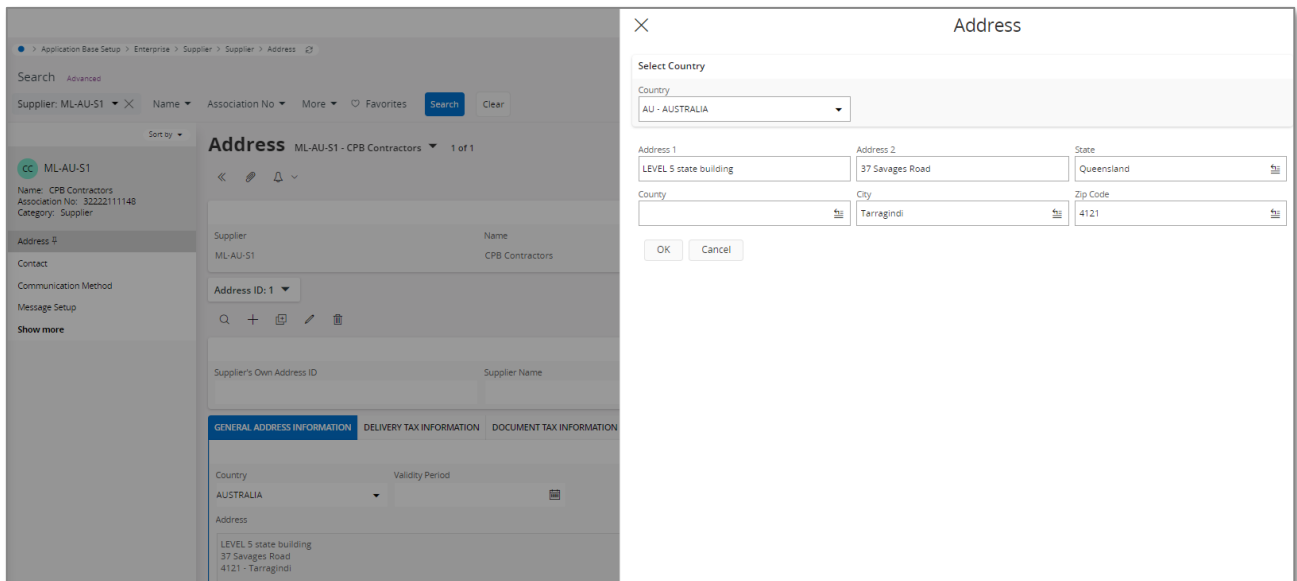 > Application Base Setup > Enterprise > Supplier > Supplier > Address
Search Advanced
Supplier: ML-AU-S1 Name Association No More Favorites Search Clear
Sort by
CC ML-AU-S1
Name: CPB Contractors
Association No: 32222111148
Category: Supplier
Address
Contact
Communication Method
Message Setup
Show more
Address ML-AU-S1 - CPB Contractors 1 of 1
Supplier Name
ML-AU-S1 CPB Contractors
Address ID: 1
Supplier's Own Address ID Supplier Name
GENERAL ADDRESS INFORMATION DELIVERY TAX INFORMATION DOCUMENT TAX INFORMATION
Country Validity Period
AUSTRALIA
Address
LEVEL 5 state building
37 Savages Road
4121 - Tarragindi
Address
Select Country
Country
AU - AUSTRALIA
Address 1 Address 2 State
LEVEL 5 state building 37 Savages Road Queensland
County City Zip Code
Tarragindi 4121
OK Cancel